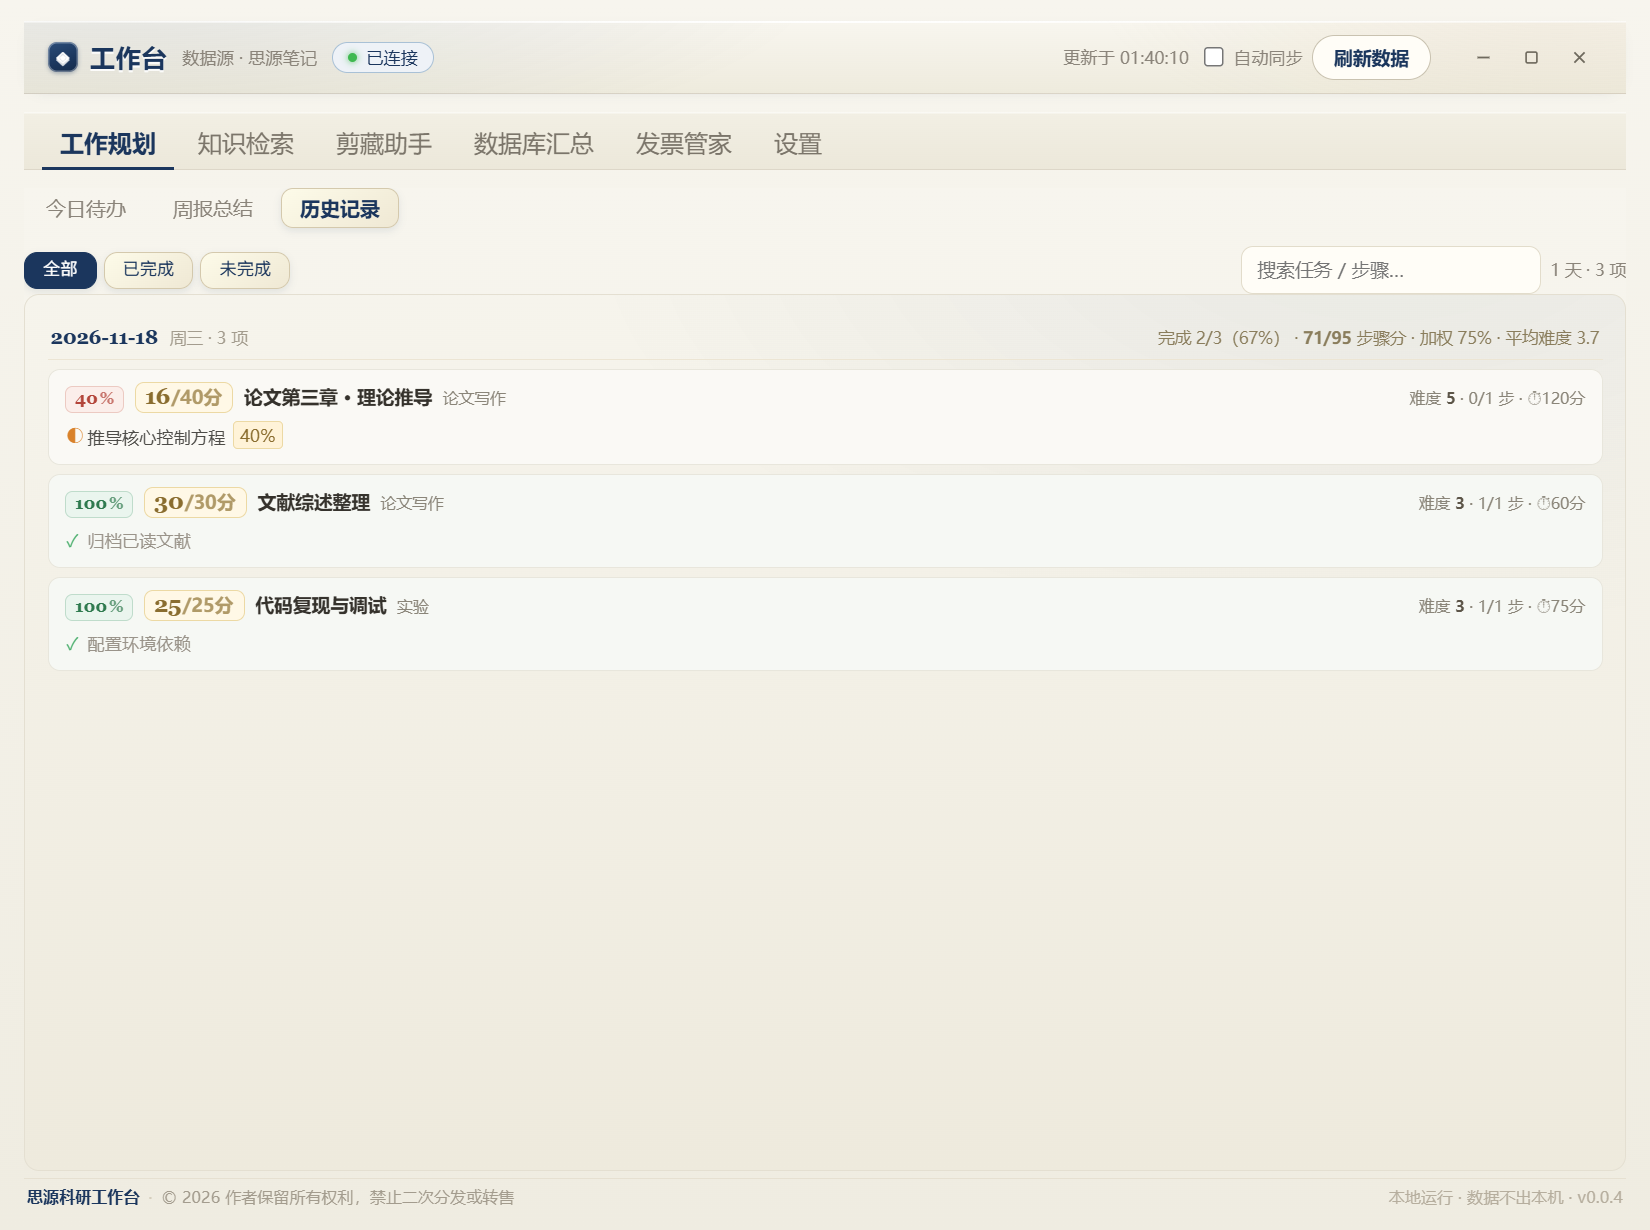 工作台 数据源 · 思源笔记 已连接 更新于 01:40:10 自动同步 刷新数据
工作规划 知识检索 剪藏助手 数据库汇总 发票管家 设置
今日待办 周报总结 历史记录
全部 已完成 未完成 搜索任务 / 步骤... 1 天 · 3 项
2026-11-18 周三 · 3 项 完成 2/3（67%） · 71/95 步骤分 · 加权 75% · 平均难度 3.7
40% 16/40分 论文第三章・理论推导 论文写作 难度 5 · 0/1 步 · ⏱120分
推导核心控制方程 40%
100% 30/30分 文献综述整理 论文写作 难度 3 · 1/1 步 · ⏱60分
✓ 归档已读文献
100% 25/25分 代码复现与调试 实验 难度 3 · 1/1 步 · ⏱75分
✓ 配置环境依赖
思源科研工作台 · © 2026 作者保留所有权利，禁止二次分发或转售 本地运行 · 数据不出本机 · v0.0.4